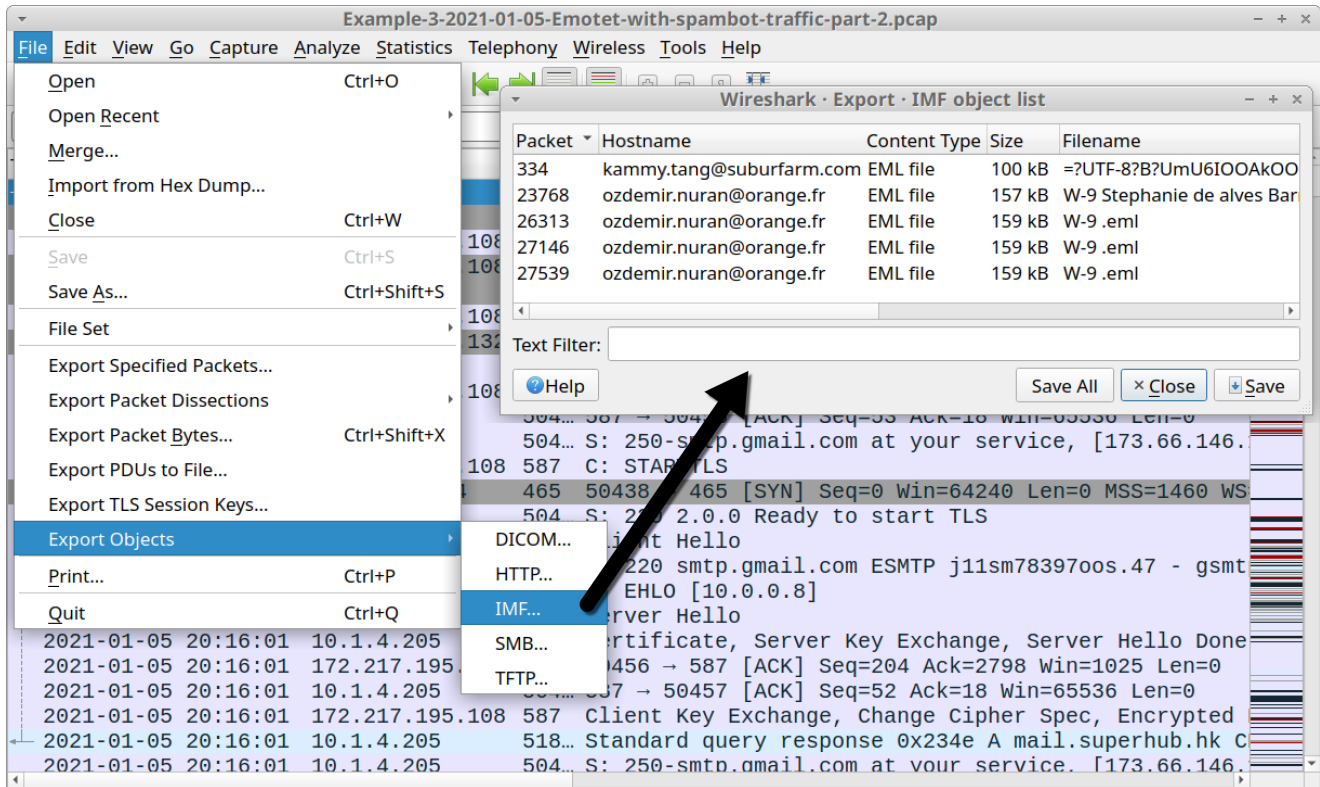 Example-3-2021-01-05-Emotet-with-spambot-traffic-part-2.pcap
File Edit View Go Capture Analyze Statistics Telephony Wireless Tools Help
Open Ctrl+O
Open Recent
Merge...
Import from Hex Dump...
Close Ctrl+W
Save Ctrl+S
Save As... Ctrl+Shift+S
File Set
Export Specified Packets...
Export Packet Dissections
Export Packet Bytes... Ctrl+Shift+X
Export PDUs to File...
Export TLS Session Keys...
Export Objects
Print... Ctrl+P
Quit Ctrl+Q
DICOM...
HTTP...
IMF...
SMB...
TFTP...
Wireshark · Export · IMF object list
Packet Hostname Content Type Size Filename
334 kammy.tang@suburfarm.com EML file 100 kB =?UTF-8?B?UmU6IOOAkOO
23768 ozdemir.nuran@orange.fr EML file 157 kB W-9 Stephanie de alves Bar
26313 ozdemir.nuran@orange.fr EML file 159 kB W-9 .eml
27146 ozdemir.nuran@orange.fr EML file 159 kB W-9 .eml
27539 ozdemir.nuran@orange.fr EML file 159 kB W-9 .eml
Text Filter:
Help Save All Close Save
.108
.108
.108
.132
.108
504… S: 250-smtp.gmail.com at your service, [173.66.146.
.108 587 C: STARTTLS
465 50438 → 465 [SYN] Seq=0 Win=64240 Len=0 MSS=1460 WS
504… S: 220 2.0.0 Ready to start TLS
Hello
220 smtp.gmail.com ESMTP j11sm78397oos.47 - gsmt
EHLO [10.0.0.8]
Hello
2021-01-05 20:16:01 10.1.4.205 Server Key Exchange, Server Hello Done
2021-01-05 20:16:01 172.217.195. → 587 [ACK] Seq=204 Ack=2798 Win=1025 Len=0
2021-01-05 20:16:01 10.1.4.205 → 50457 [ACK] Seq=52 Ack=18 Win=65536 Len=0
2021-01-05 20:16:01 172.217.195.108 587 Client Key Exchange, Change Cipher Spec, Encrypted
2021-01-05 20:16:01 10.1.4.205 518… Standard query response 0x234e A mail.superhub.hk C
2021-01-05 20:16:01 10.1.4.205 504… S: 250-smtp.gmail.com at your service, [173.66.146.